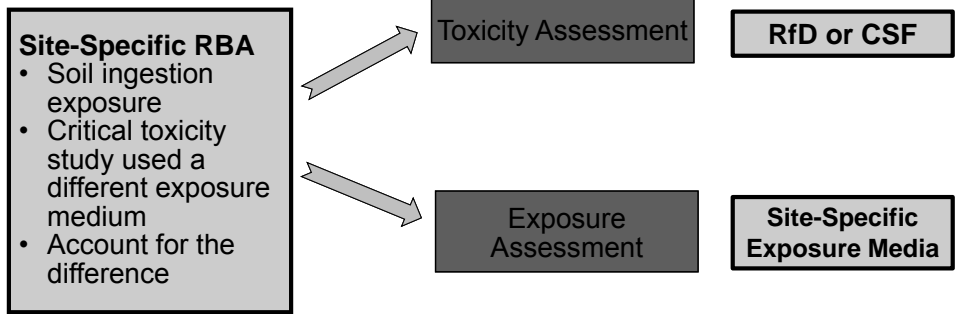 Site-Specific RBA
• Soil ingestion
exposure
• Critical toxicity
study used a
different exposure
medium
• Account for the
difference
Toxicity Assessment
RfD or CSF
Exposure
Assessment
Site-Specific
Exposure Media